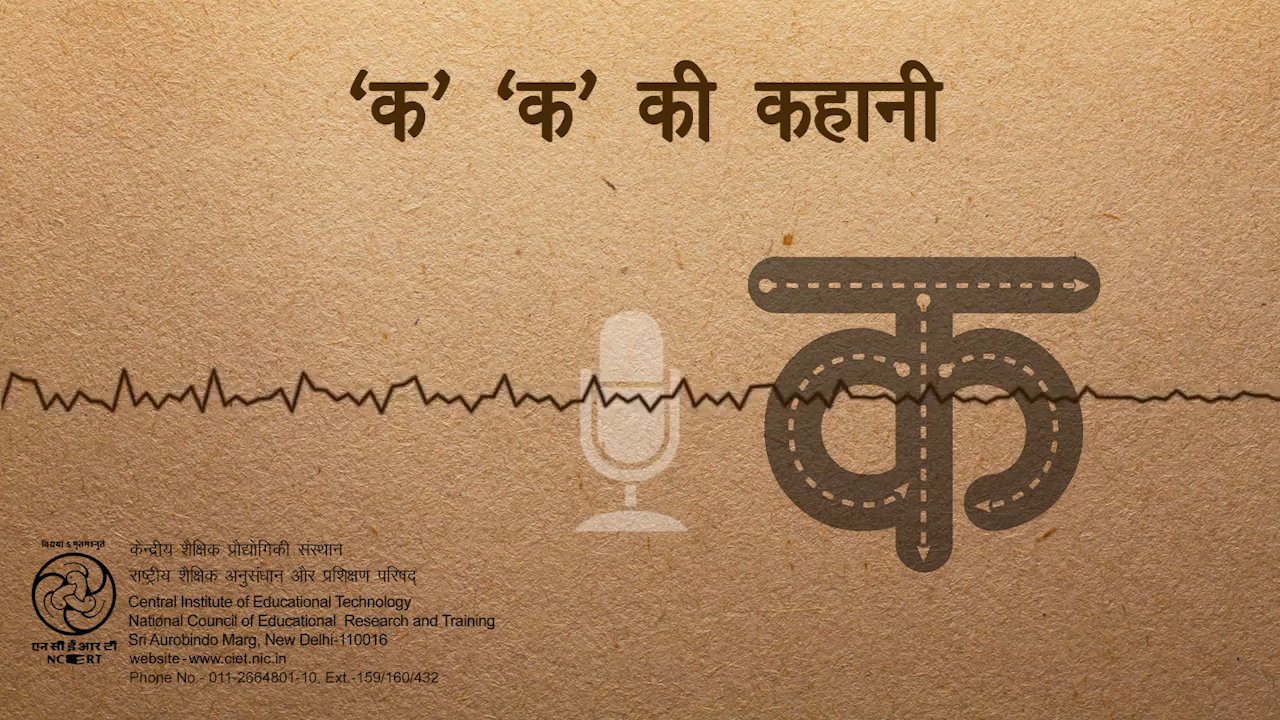 ‘क’ ‘क’ की कहानी
क
विद्यया ऽ मृतमश्नुते
एन सी ई आर टी
NCERT
केन्द्रीय शैक्षिक प्रौद्योगिकी संस्थान
राष्ट्रीय शैक्षिक अनुसंधान और प्रशिक्षण परिषद्
Central Institute of Educational Technology
National Council of Educational Research and Training
Sri Aurobindo Marg, New Delhi-110016
website - www.ciet.nic.in
Phone No - 011-2664801-10, Ext.-159/160/432